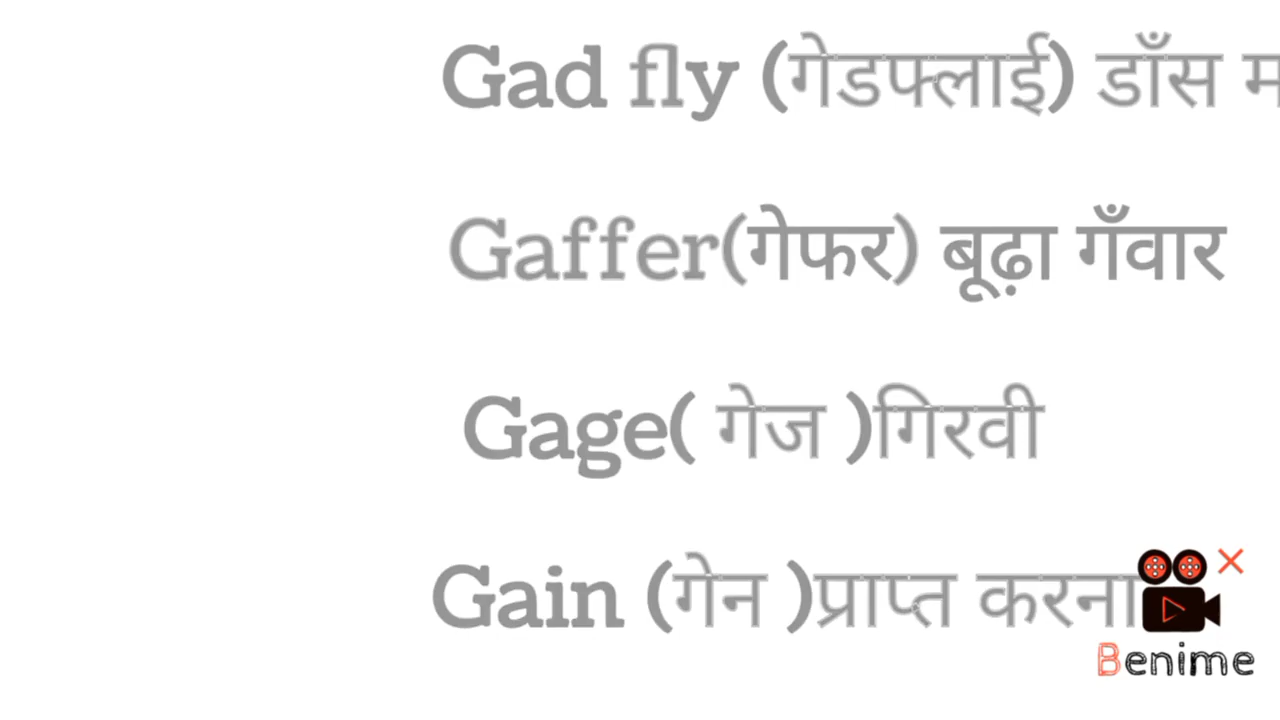 Gad fly (गेडफ्लाई) डाँस
Gaffer(गेफर) बूढ़ा गँवार
Gage( गेज )गिरवी
Gain (गेन )प्राप्त करना
Benime